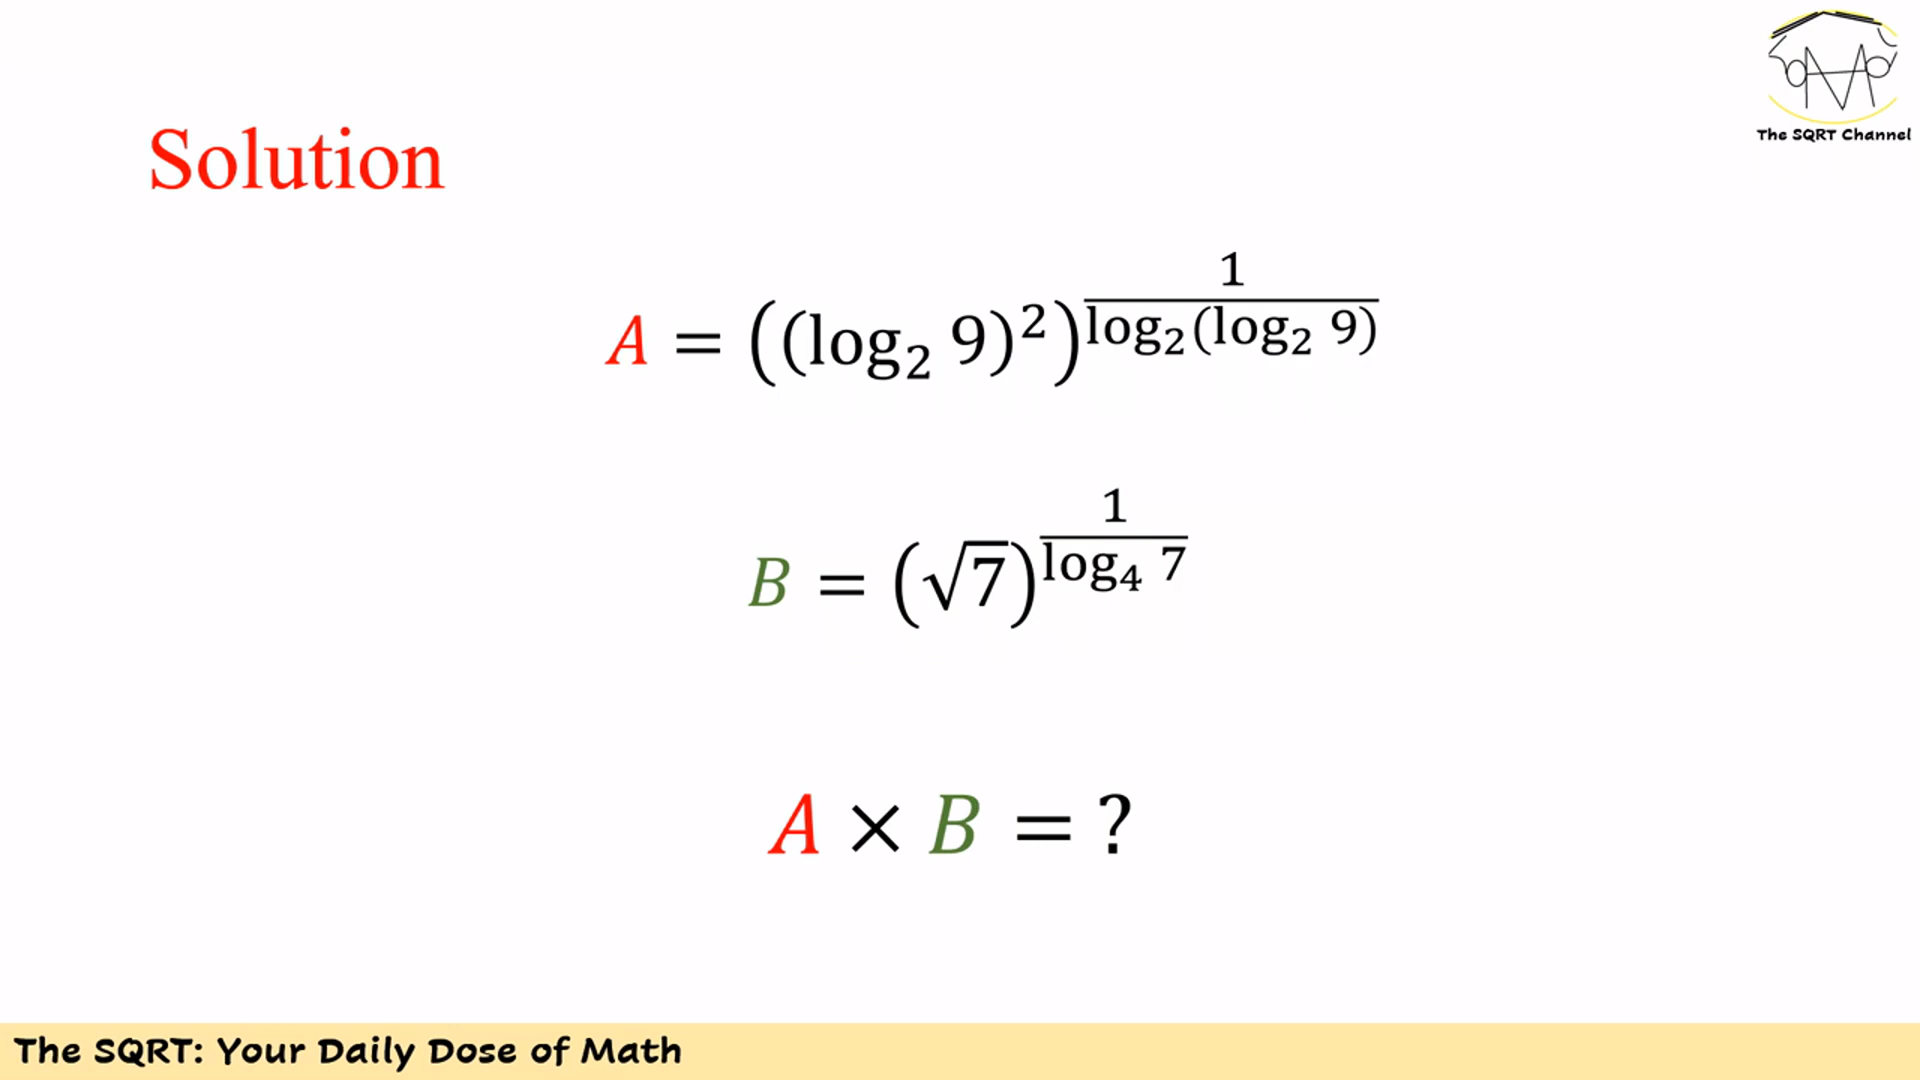 The SQRT Channel
Solution
A = ((log₂ 9)²)^(1/(log₂(log₂ 9)))
B = (√7)^(1/(log₄ 7))
A × B = ?
The SQRT: Your Daily Dose of Math